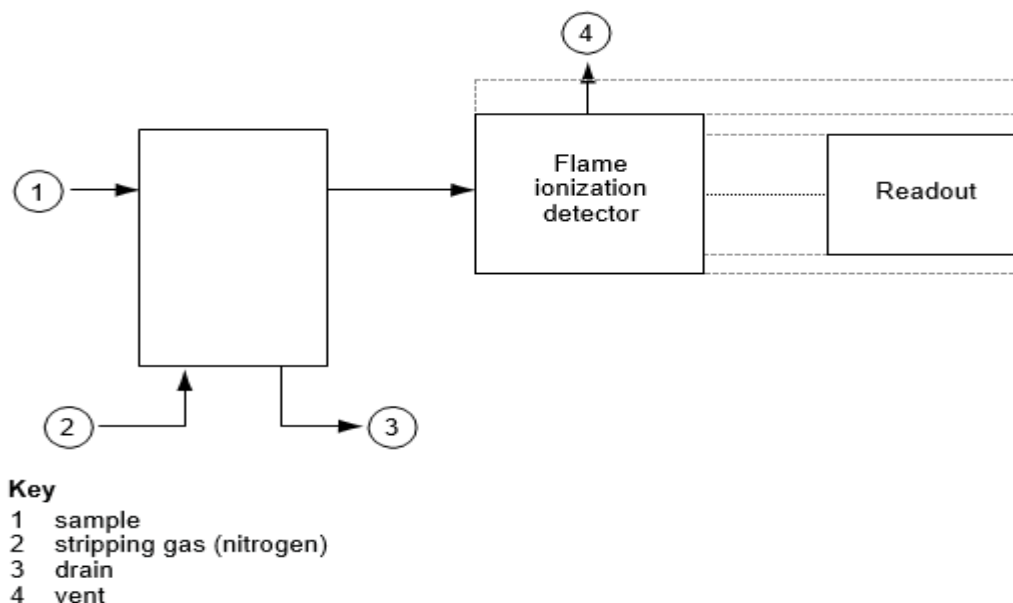 4
Flame
ionization
detector
Readout
1
2
3
Key
1 sample
2 stripping gas (nitrogen)
3 drain
4 vent